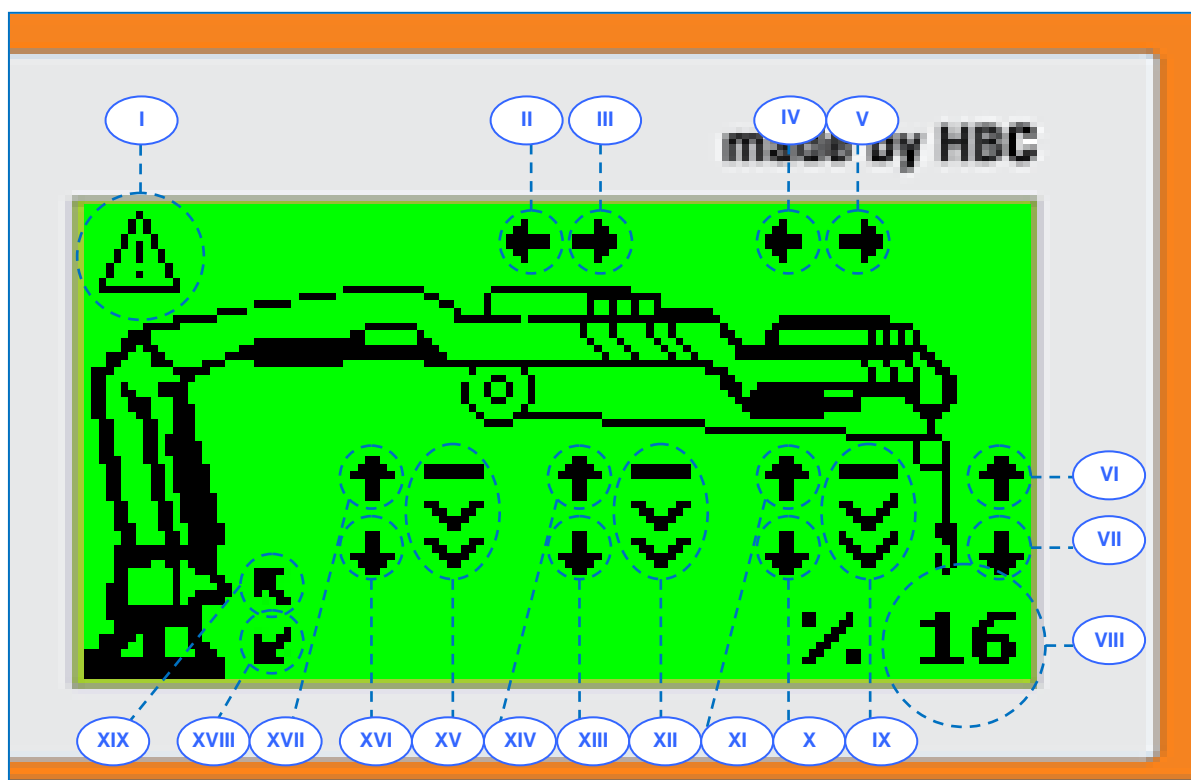 I II III IV V
made by HBC
VI
VII
% 16 VIII
XIX XVIII XVII XVI XV XIV XIII XII XI X IX